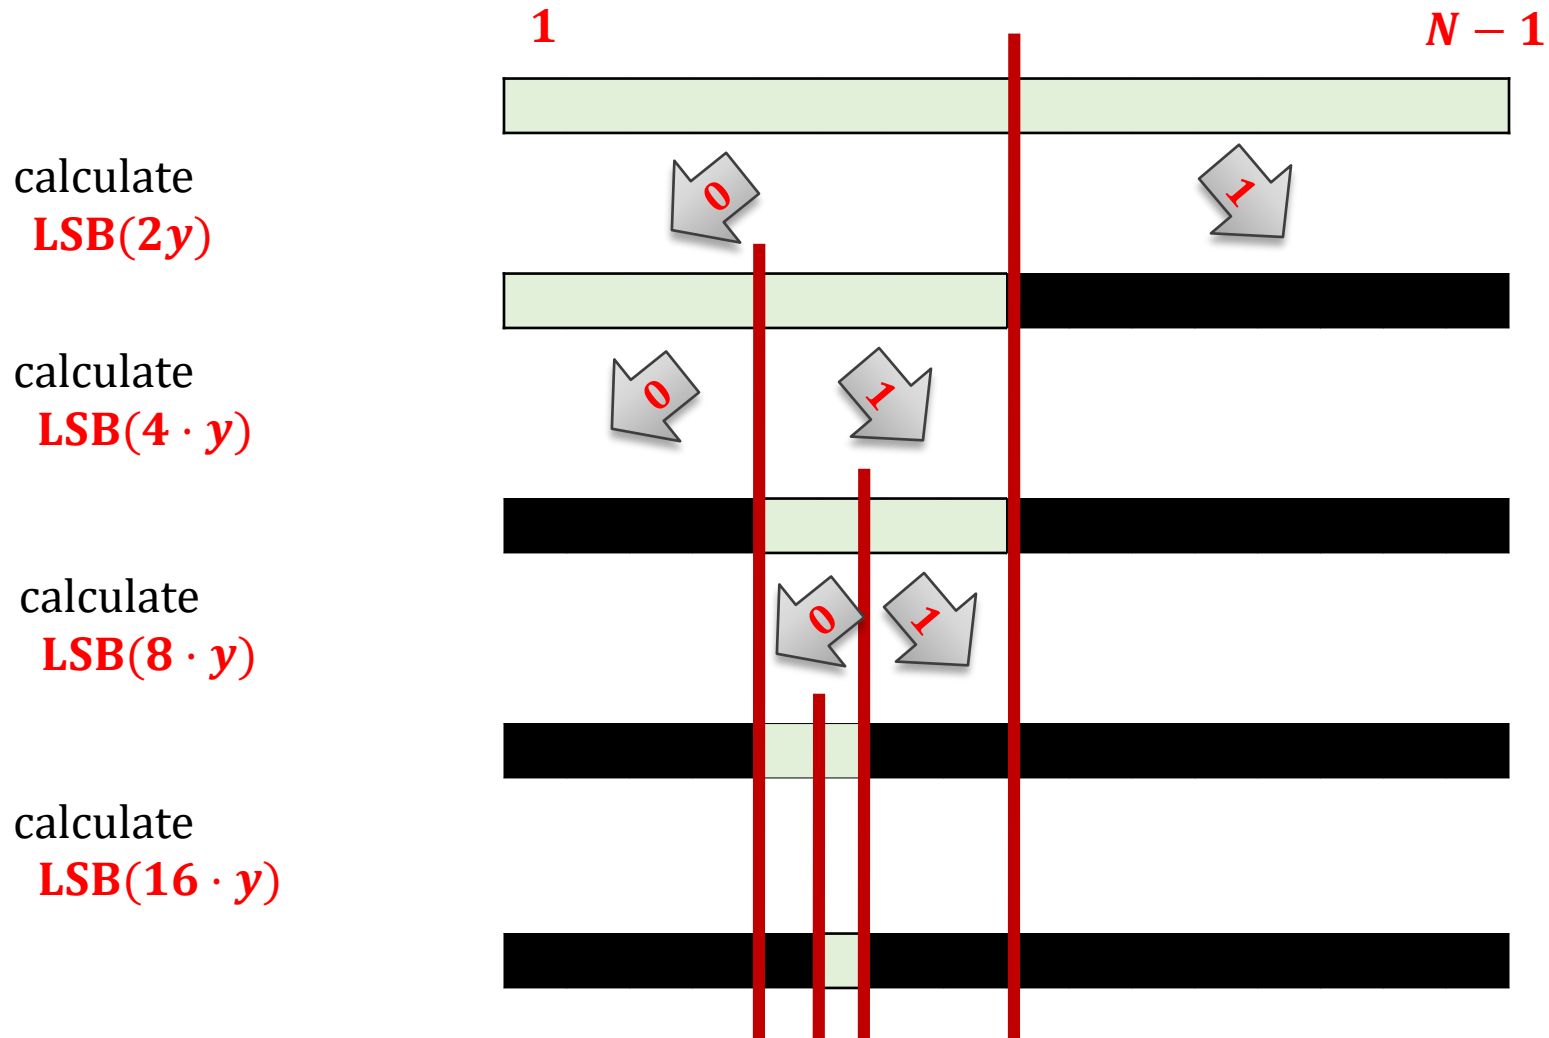 1
N − 1
calculate
LSB(2y)
0
1
calculate
LSB(4 · y)
0
1
calculate
LSB(8 · y)
0
1
calculate
LSB(16 · y)